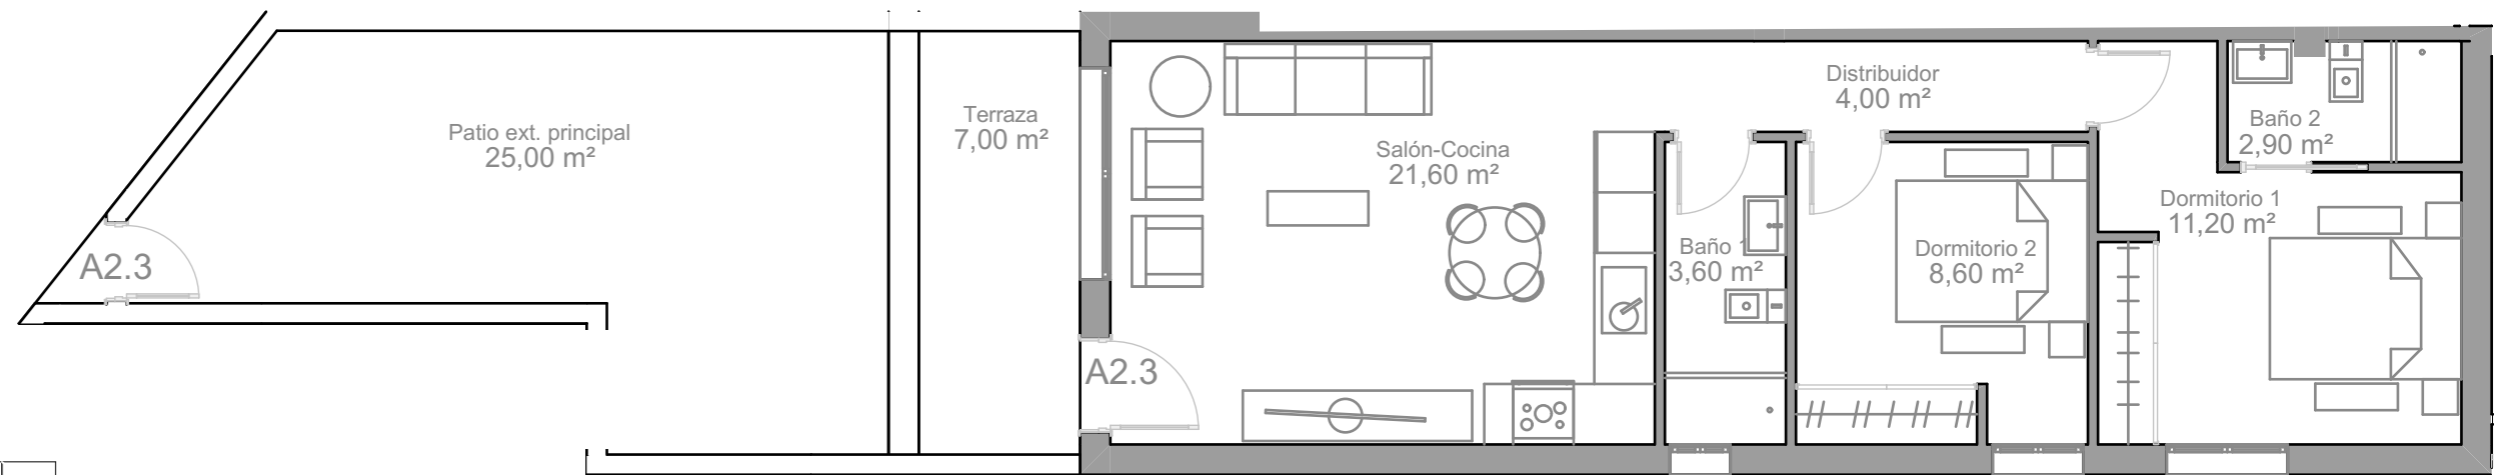 Patio ext. principal
25,00 m²
Terraza
7,00 m²
Salón-Cocina
21,60 m²
Distribuidor
4,00 m²
Baño 2
2,90 m²
Dormitorio 1
11,20 m²
Baño 1
3,60 m²
Dormitorio 2
8,60 m²
A2.3
A2.3